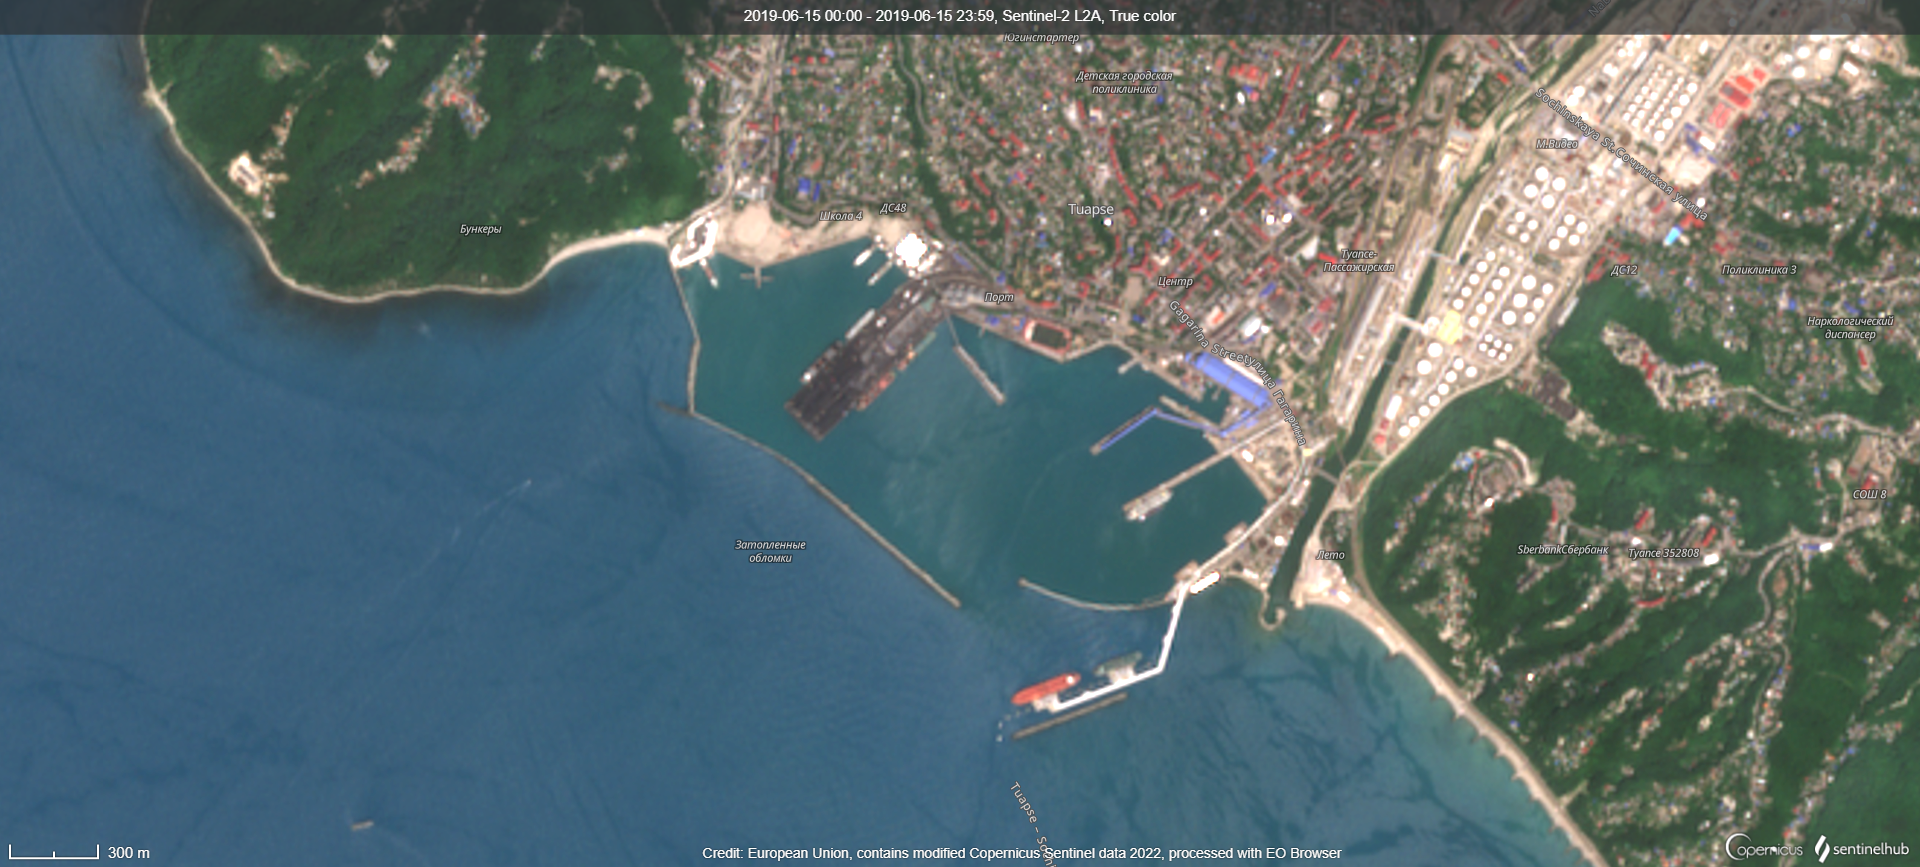 2019-06-15 00:00 - 2019-06-15 23:59, Sentinel-2 L2A, True color
Югинстартер
Детская городская
поликлиника
Sochinskaya St.Сочинская улица
М.Видео
Школа 4
ДС48
Tuapse
Бункеры
Туапсе-
Пассажирская
ДС12
Поликлиника 3
Центр
Порт
Gagarina Streetулица Гагарина
Наркологический
диспансер
СОШ 8
Затопленные
обломки
Лето
SberbankСбербанк
Туапсе 352808
Tuapse – Sochi
300 m
Credit: European Union, contains modified Copernicus Sentinel data 2022, processed with EO Browser
Copernicus
sentinelhub